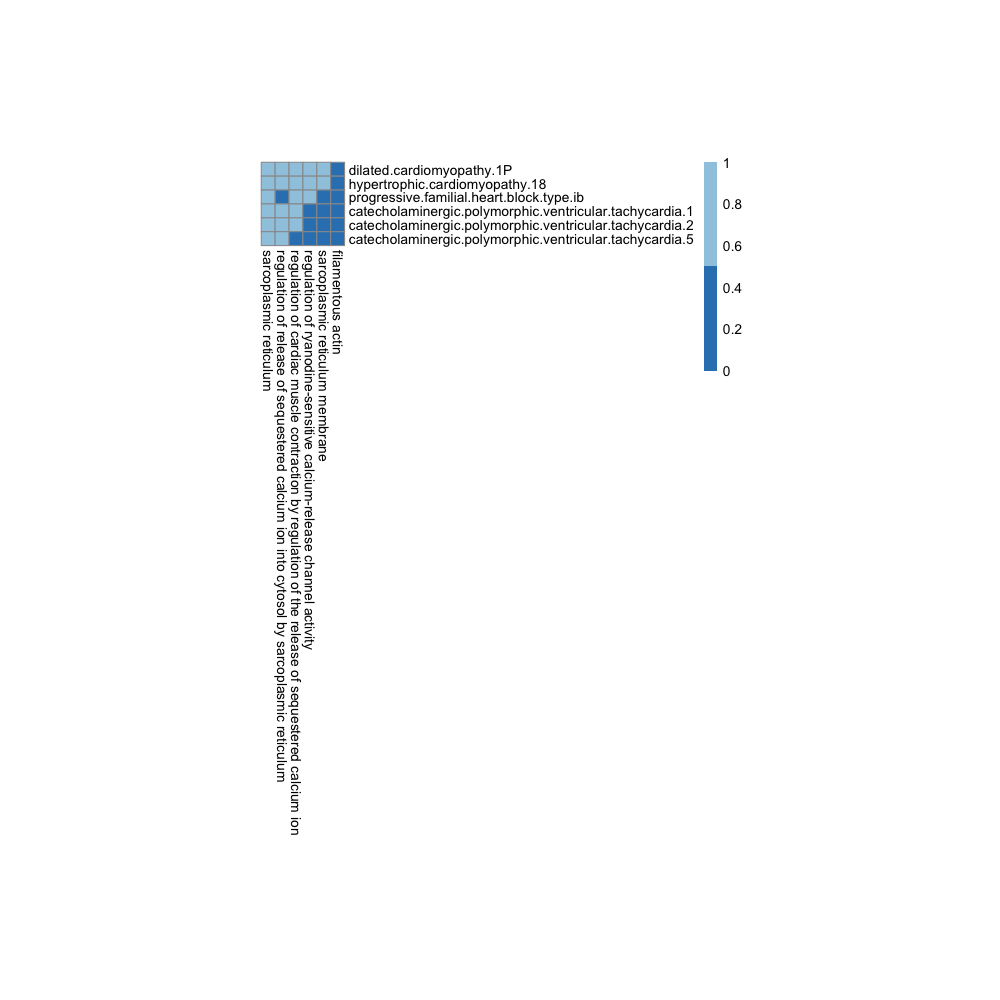 dilated.cardiomyopathy.1P
hypertrophic.cardiomyopathy.18
progressive.familial.heart.block.type.ib
catecholaminergic.polymorphic.ventricular.tachycardia.1
catecholaminergic.polymorphic.ventricular.tachycardia.2
catecholaminergic.polymorphic.ventricular.tachycardia.5
sarcoplasmic reticulum
regulation of release of sequestered calcium ion into cytosol by sarcoplasmic reticulum
regulation of cardiac muscle contraction by regulation of the release of sequestered calcium ion
regulation of ryanodine-sensitive calcium-release channel activity
sarcoplasmic reticulum membrane
filamentous actin
1
0.8
0.6
0.4
0.2
0